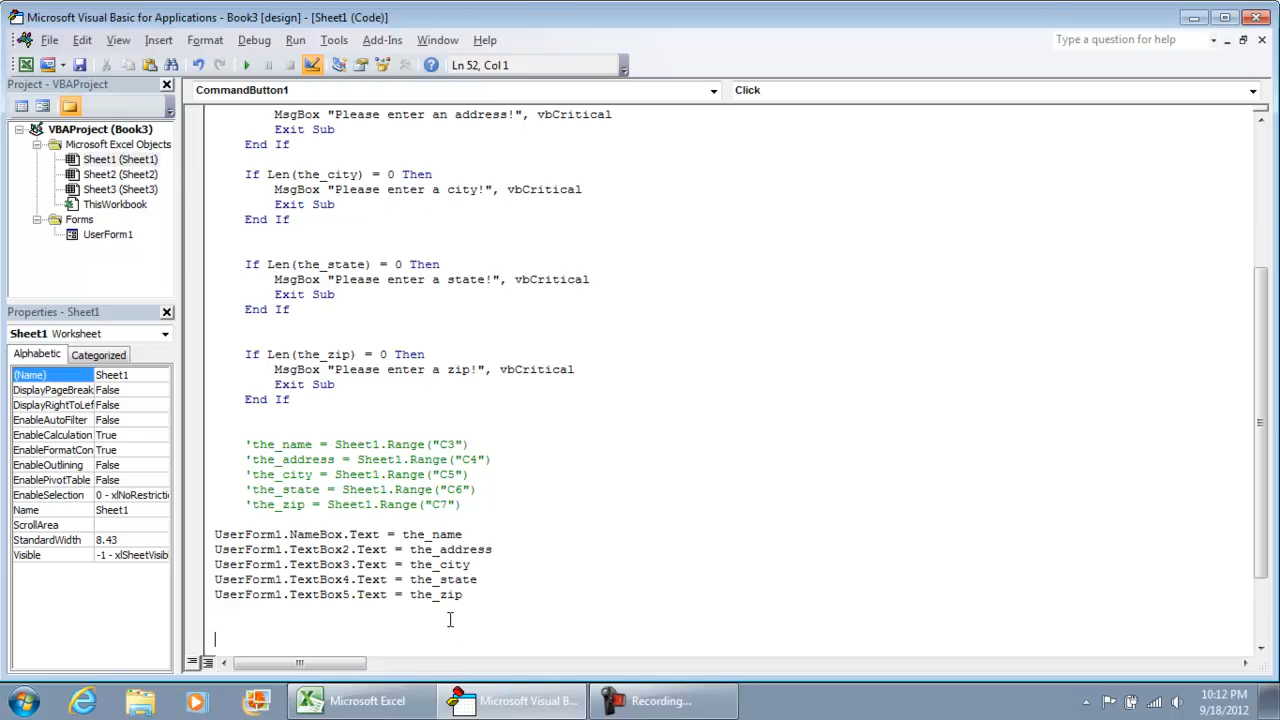 Microsoft Visual Basic for Applications - Book3 [design] - [Sheet1 (Code)]
File Edit View Insert Format Debug Run Tools Add-Ins Window Help
Type a question for help
Ln 52, Col 1
Project - VBAProject
CommandButton1
Click
VBAProject (Book3)
Microsoft Excel Objects
Sheet1 (Sheet1)
Sheet2 (Sheet2)
Sheet3 (Sheet3)
ThisWorkbook
Forms
UserForm1
Properties - Sheet1
Sheet1 Worksheet
Alphabetic Categorized
(Name) Sheet1
DisplayPageBreak False
DisplayRightToLef False
EnableAutoFilter False
EnableCalculation True
EnableFormatCon True
EnableOutlining False
EnablePivotTable False
EnableSelection 0 - xlNoRestrictio
Name Sheet1
ScrollArea
StandardWidth 8.43
Visible -1 - xlSheetVisib
MsgBox "Please enter an address!", vbCritical
Exit Sub
End If
If Len(the_city) = 0 Then
MsgBox "Please enter a city!", vbCritical
Exit Sub
End If
If Len(the_state) = 0 Then
MsgBox "Please enter a state!", vbCritical
Exit Sub
End If
If Len(the_zip) = 0 Then
MsgBox "Please enter a zip!", vbCritical
Exit Sub
End If
'the_name = Sheet1.Range("C3")
'the_address = Sheet1.Range("C4")
'the_city = Sheet1.Range("C5")
'the_state = Sheet1.Range("C6")
'the_zip = Sheet1.Range("C7")
UserForm1.NameBox.Text = the_name
UserForm1.TextBox2.Text = the_address
UserForm1.TextBox3.Text = the_city
UserForm1.TextBox4.Text = the_state
UserForm1.TextBox5.Text = the_zip
Microsoft Excel
Microsoft Visual B...
Recording...
10:12 PM
9/18/2012